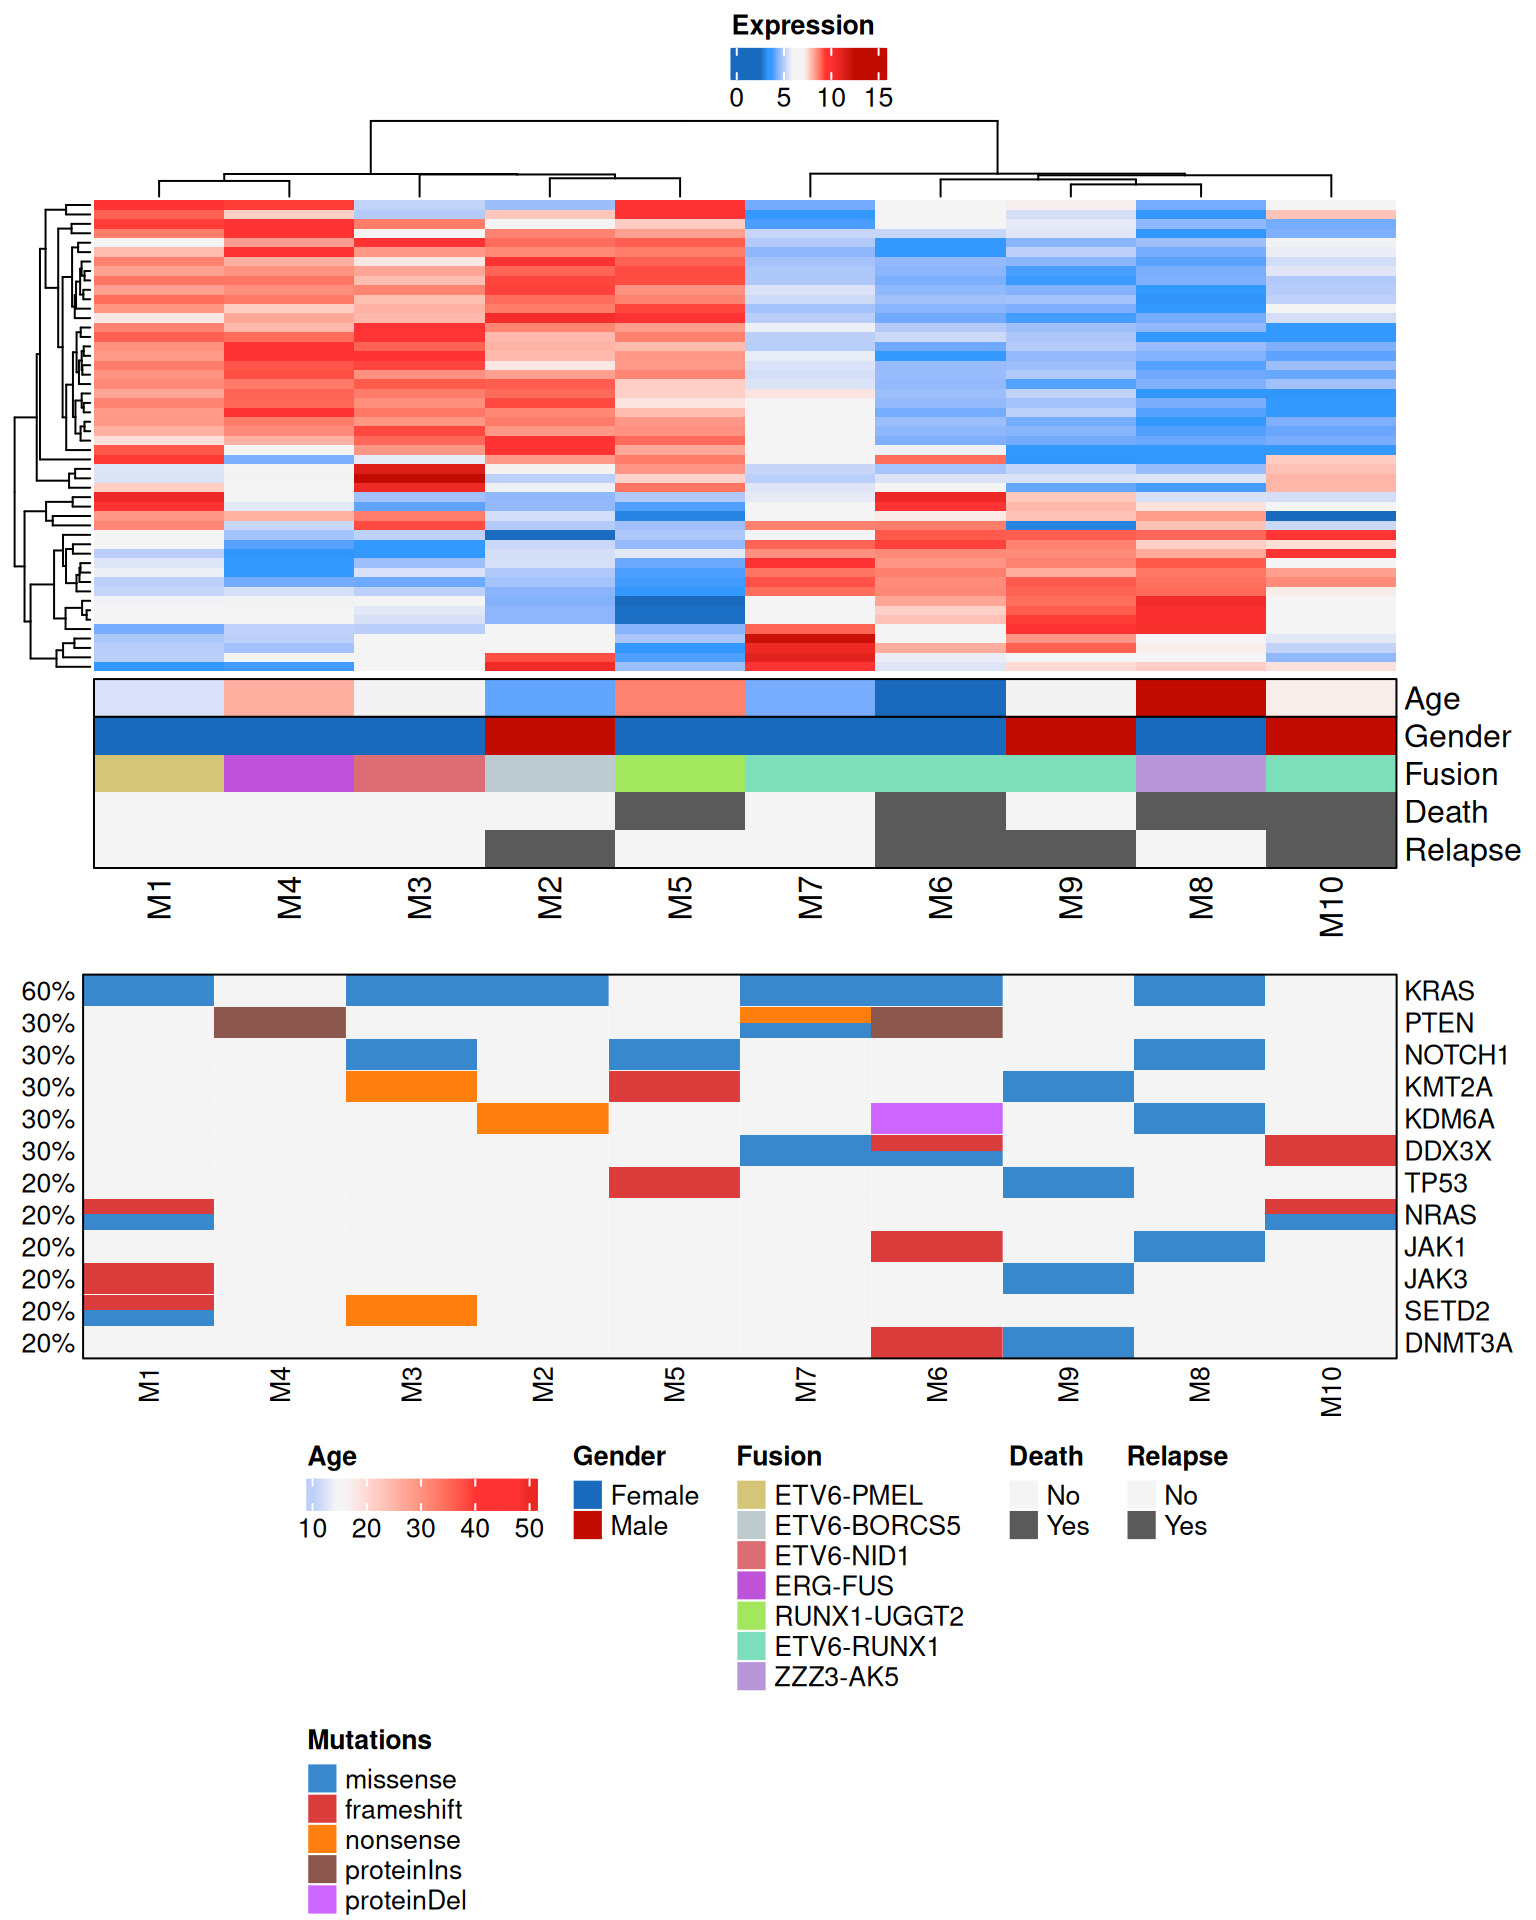 Expression
0 5 10 15
Age
Gender
Fusion
Death
Relapse
M1 M4 M3 M2 M5 M7 M6 M9 M8 M10
60% KRAS
30% PTEN
30% NOTCH1
30% KMT2A
30% KDM6A
30% DDX3X
20% TP53
20% NRAS
20% JAK1
20% JAK3
20% SETD2
20% DNMT3A
M1 M4 M3 M2 M5 M7 M6 M9 M8 M10
Age
10 20 30 40 50
Gender
Female
Male
Fusion
ETV6-PMEL
ETV6-BORCS5
ETV6-NID1
ERG-FUS
RUNX1-UGGT2
ETV6-RUNX1
ZZZ3-AK5
Death
No
Yes
Relapse
No
Yes
Mutations
missense
frameshift
nonsense
proteinIns
proteinDel